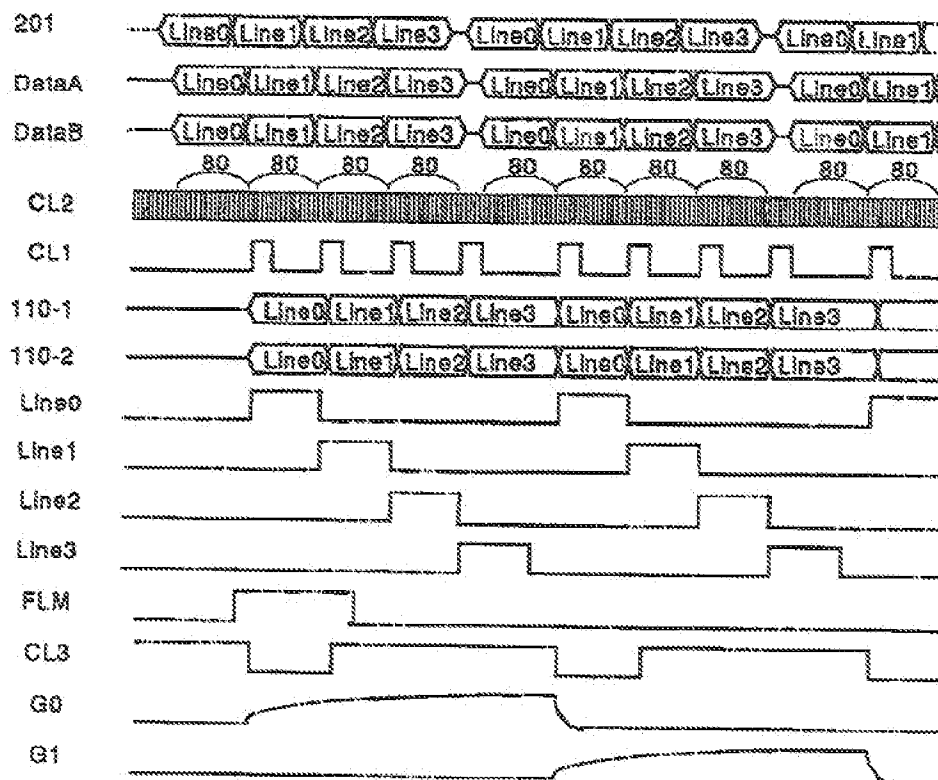 201 Line0 Line1 Line2 Line3 Line0 Line1 Line2 Line3 Line0 Line1
DataA Line0 Line1 Line2 Line3 Line0 Line1 Line2 Line3 Line0 Line1
DataB Line0 Line1 Line2 Line3 Line0 Line1 Line2 Line3 Line0 Line1
80 80 80 80 80 80 80 80 80 80
CL2
CL1
110-1 Line0 Line1 Line2 Line3 Line0 Line1 Line2 Line3
110-2 Line0 Line1 Line2 Line3 Line0 Line1 Line2 Line3
Line0
Line1
Line2
Line3
FLM
CL3
G0
G1